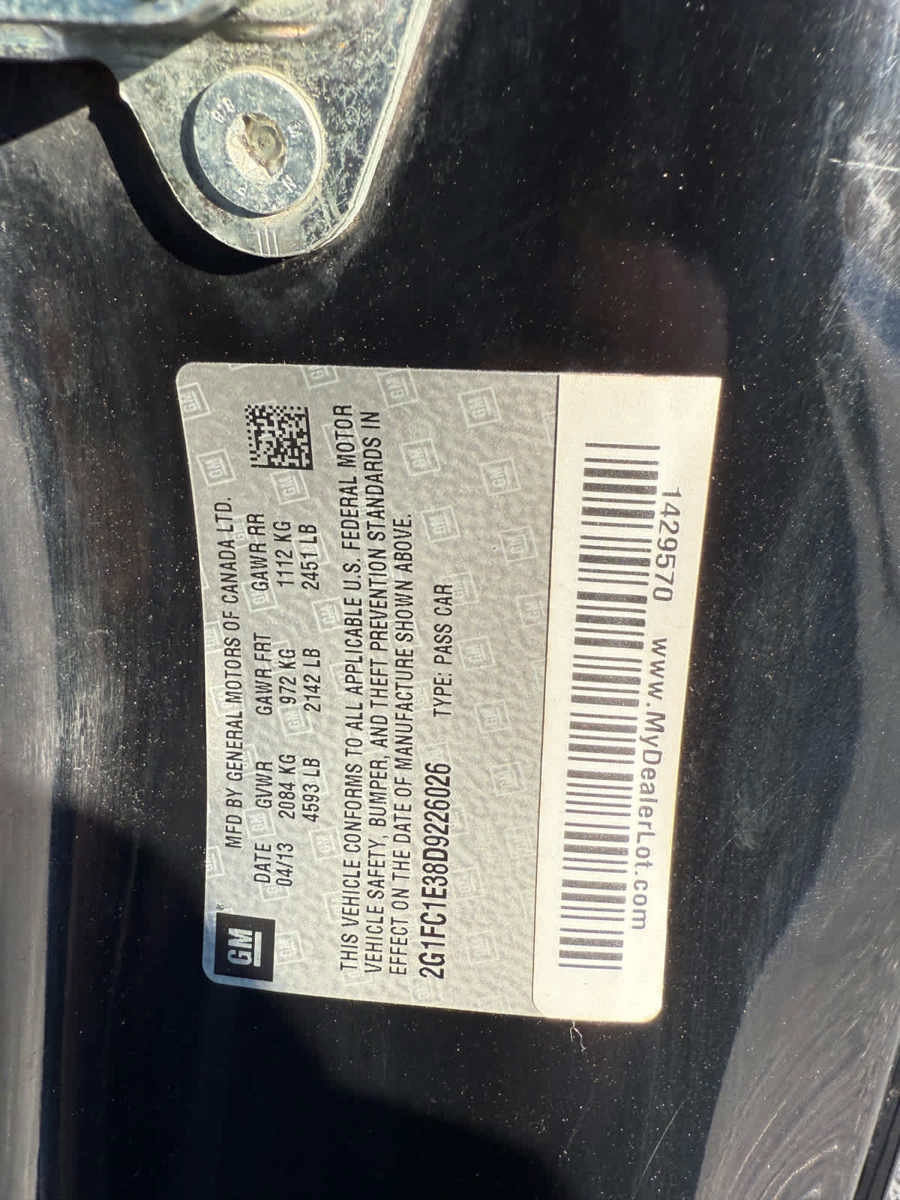 GM
MFD BY GENERAL MOTORS OF CANADA LTD.
DATE GVWR GAWR FRT GAWR RR
04/13 2084 KG 972 KG 1112 KG
4593 LB 2142 LB 2451 LB
THIS VEHICLE CONFORMS TO ALL APPLICABLE U.S. FEDERAL MOTOR
VEHICLE SAFETY, BUMPER, AND THEFT PREVENTION STANDARDS IN
EFFECT ON THE DATE OF MANUFACTURE SHOWN ABOVE.
2G1FC1E38D9226026 TYPE: PASS CAR
1429570 www.MyDealerLot.com